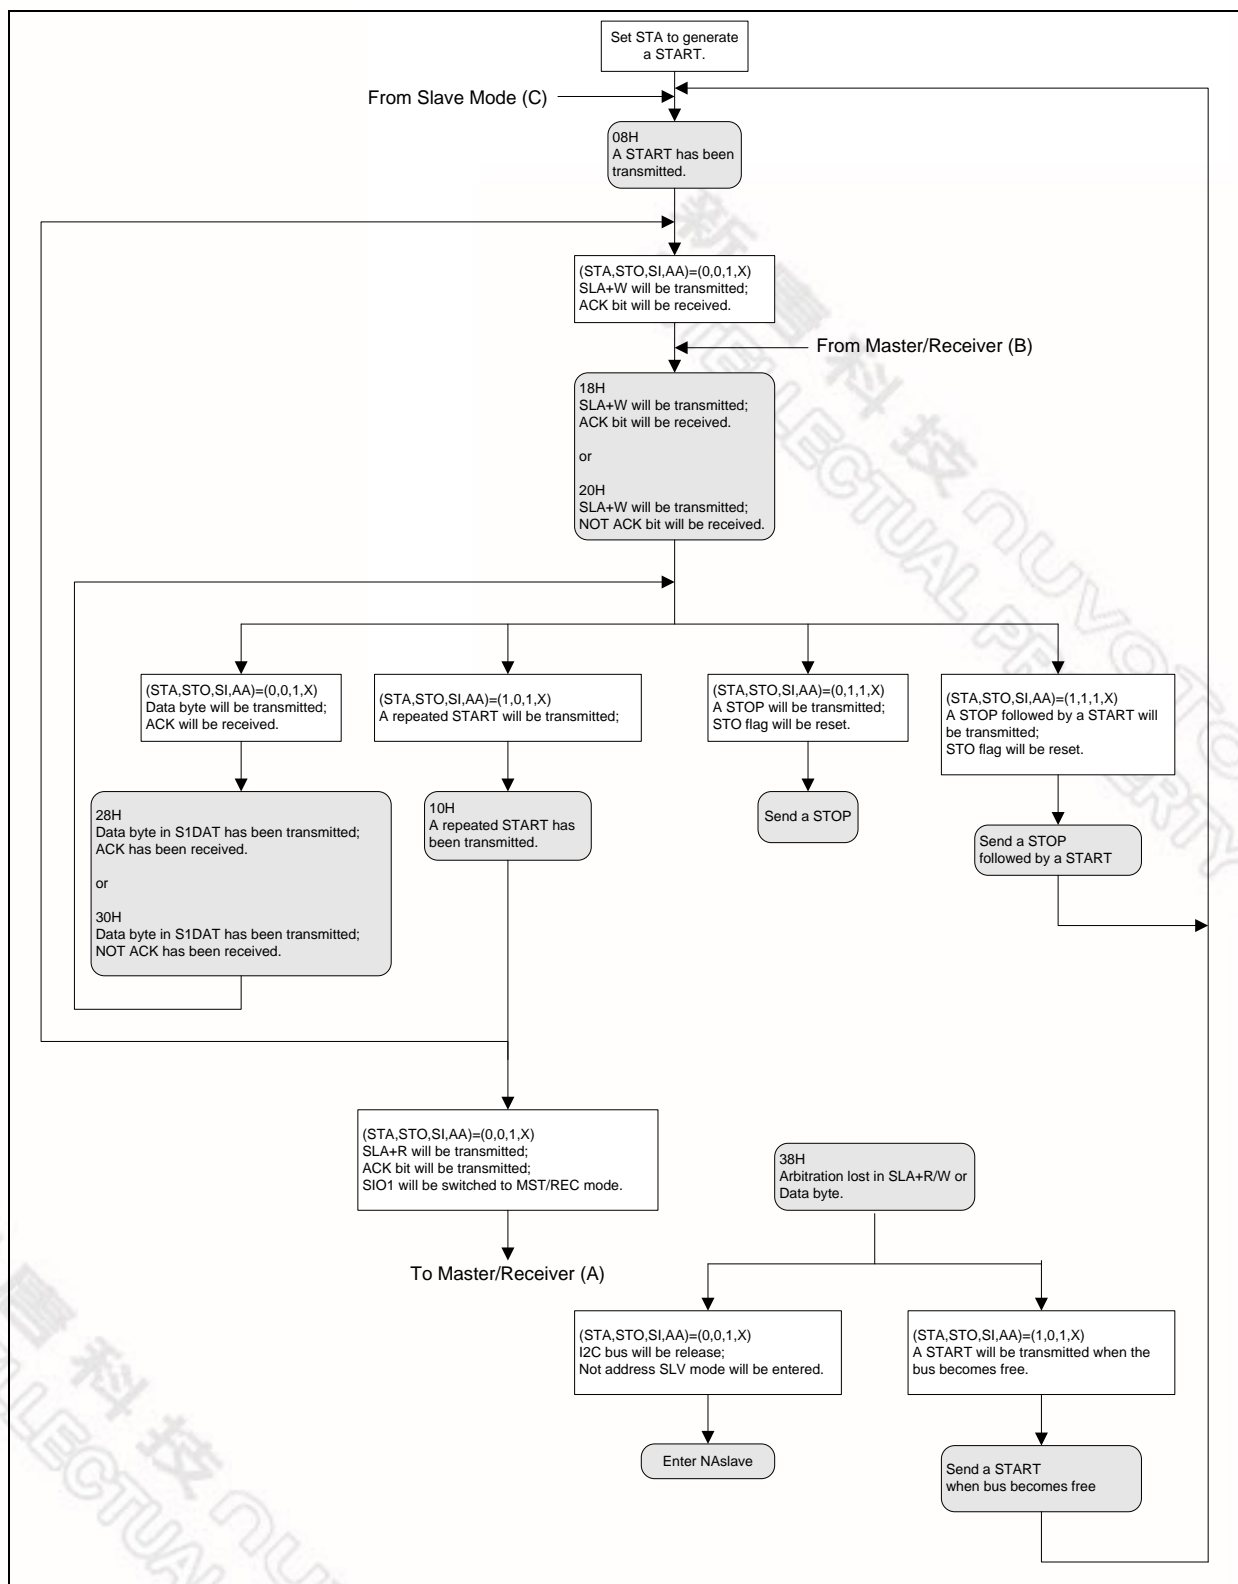 Set STA to generate
a START.
From Slave Mode (C)
08H
A START has been
transmitted.
(STA,STO,SI,AA)=(0,0,1,X)
SLA+W will be transmitted;
ACK bit will be received.
From Master/Receiver (B)
18H
SLA+W will be transmitted;
ACK bit will be received.
or
20H
SLA+W will be transmitted;
NOT ACK bit will be received.
(STA,STO,SI,AA)=(0,0,1,X)
Data byte will be transmitted;
ACK will be received.
(STA,STO,SI,AA)=(1,0,1,X)
A repeated START will be transmitted;
(STA,STO,SI,AA)=(0,1,1,X)
A STOP will be transmitted;
STO flag will be reset.
(STA,STO,SI,AA)=(1,1,1,X)
A STOP followed by a START will
be transmitted;
STO flag will be reset.
28H
Data byte in S1DAT has been transmitted;
ACK has been received.
or
30H
Data byte in S1DAT has been transmitted;
NOT ACK has been received.
10H
A repeated START has
been transmitted.
Send a STOP
Send a STOP
followed by a START
(STA,STO,SI,AA)=(0,0,1,X)
SLA+R will be transmitted;
ACK bit will be transmitted;
SIO1 will be switched to MST/REC mode.
To Master/Receiver (A)
38H
Arbitration lost in SLA+R/W or
Data byte.
(STA,STO,SI,AA)=(0,0,1,X)
I2C bus will be release;
Not address SLV mode will be entered.
(STA,STO,SI,AA)=(1,0,1,X)
A START will be transmitted when the
bus becomes free.
Enter NAslave
Send a START
when bus becomes free
新唐科技 nuvoTo
INTELLECTUAL PROPERTY
唐科技 nuv
LLECTUAL